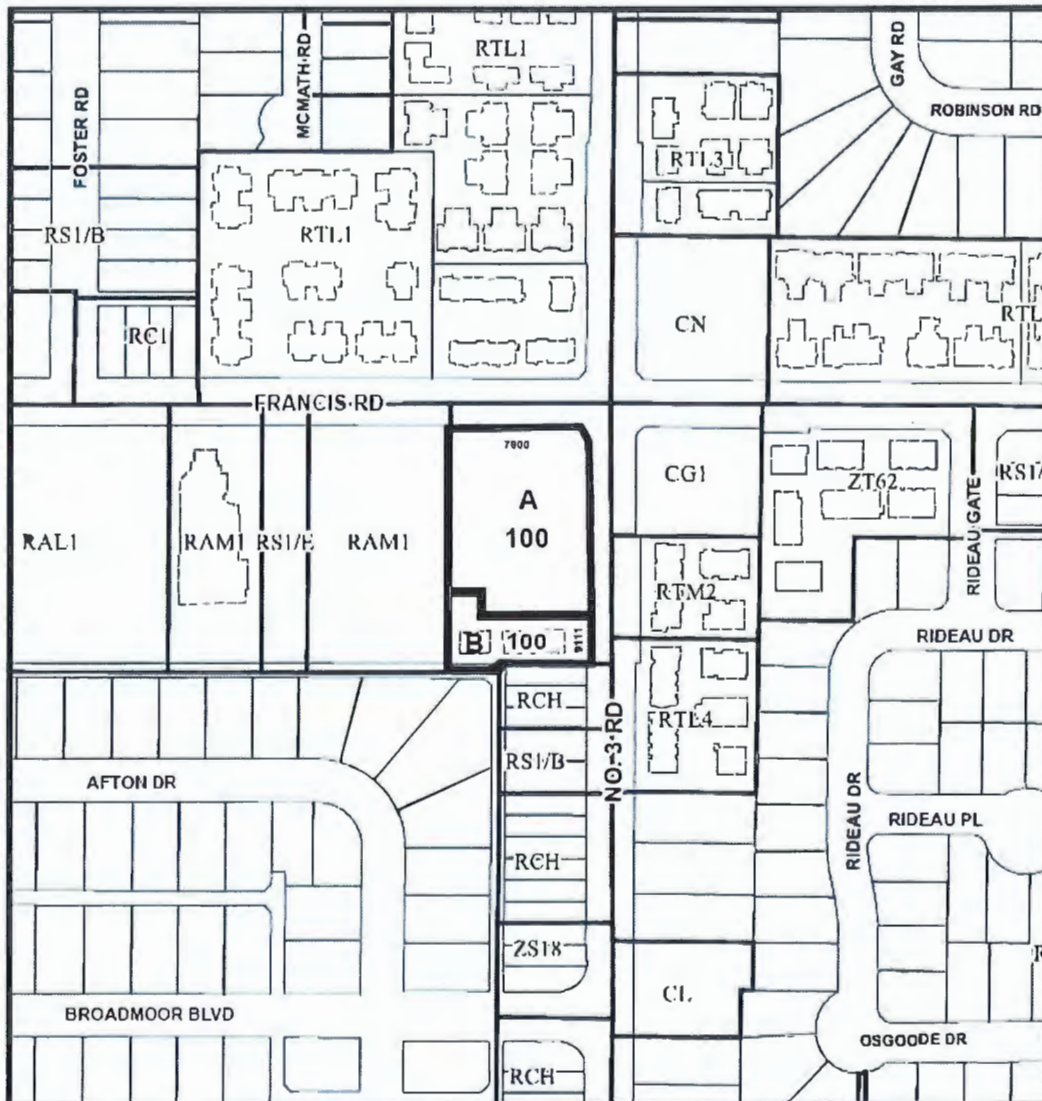 RTL1
GAY RD
MCMATH RD
FOSTER RD
ROBINSON RD
RTL3
RS1/B
RTL1
RC1
CN
FRANCIS RD
7900
A
100
CG1
ZT62
RIDEAU GATE
RAL1
RAM1
RS1/E
RAM1
RTM2
B
100
9111
RIDEAU DR
RCH
NO. 3 RD
RTL4
RS1/B
AFTON DR
RIDEAU DR
RIDEAU PL
RCH
ZS18
CL
BROADMOOR BLVD
OSGOODE DR
RCH